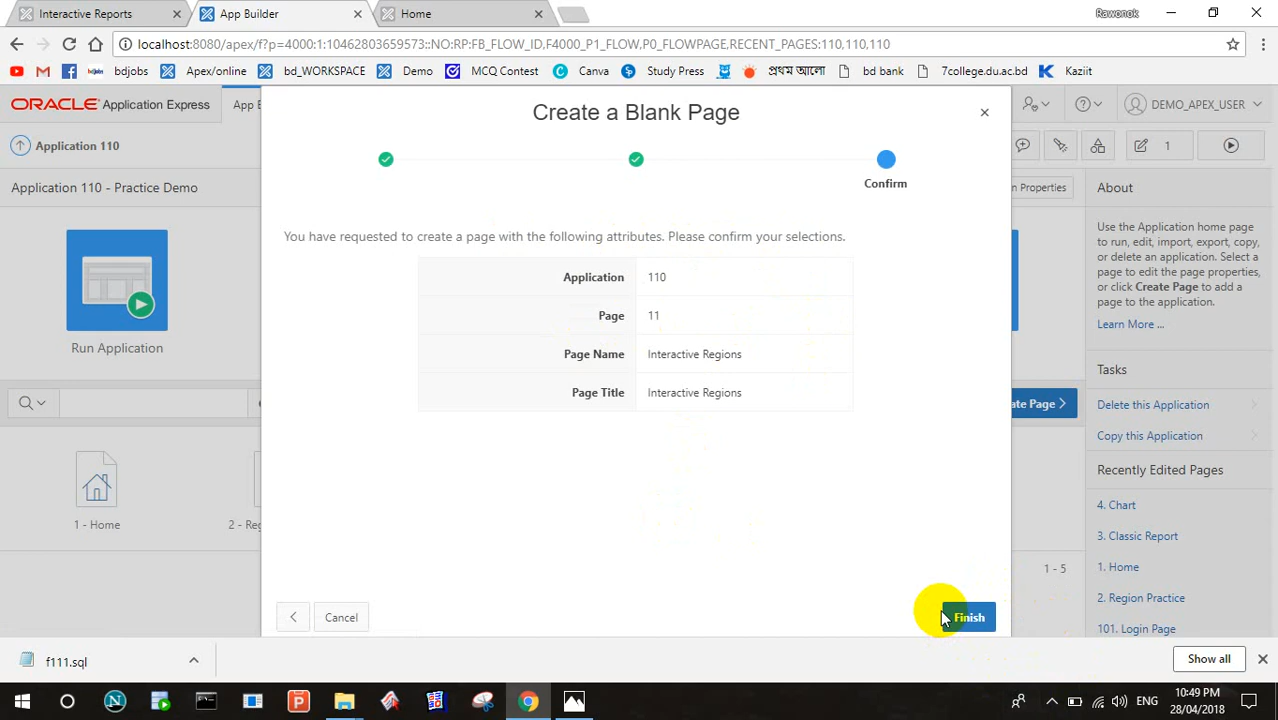 Interactive Reports
App Builder
Home
Rawonok
localhost:8080/apex/f?p=4000:1:10462803659573::NO:RP:FB_FLOW_ID,F4000_P1_FLOW,P0_FLOWPAGE,RECENT_PAGES:110,110,110
bdjobs
Apex/online
bd_WORKSPACE
Demo
MCQ Contest
Canva
Study Press
প্রথম আলো
bd bank
7college.du.ac.bd
Kaziit
ORACLE Application Express
App B
DEMO_APEX_USER
Application 110
1
Application 110 - Practice Demo
n Properties
Run Application
Create a Blank Page
Confirm
You have requested to create a page with the following attributes. Please confirm your selections.
Application 110
Page 11
Page Name Interactive Regions
Page Title Interactive Regions
Cancel
Finish
ate Page
1 - Home
2 - Reg
1 - 5
About
Use the Application home page
to run, edit, import, export, copy,
or delete an application. Select a
page to edit the page properties,
or click Create Page to add a
page to the application.
Learn More ...
Tasks
Delete this Application
Copy this Application
Recently Edited Pages
4. Chart
3. Classic Report
1. Home
2. Region Practice
101. Login Page
f111.sql
Show all
ENG
10:49 PM
28/04/2018